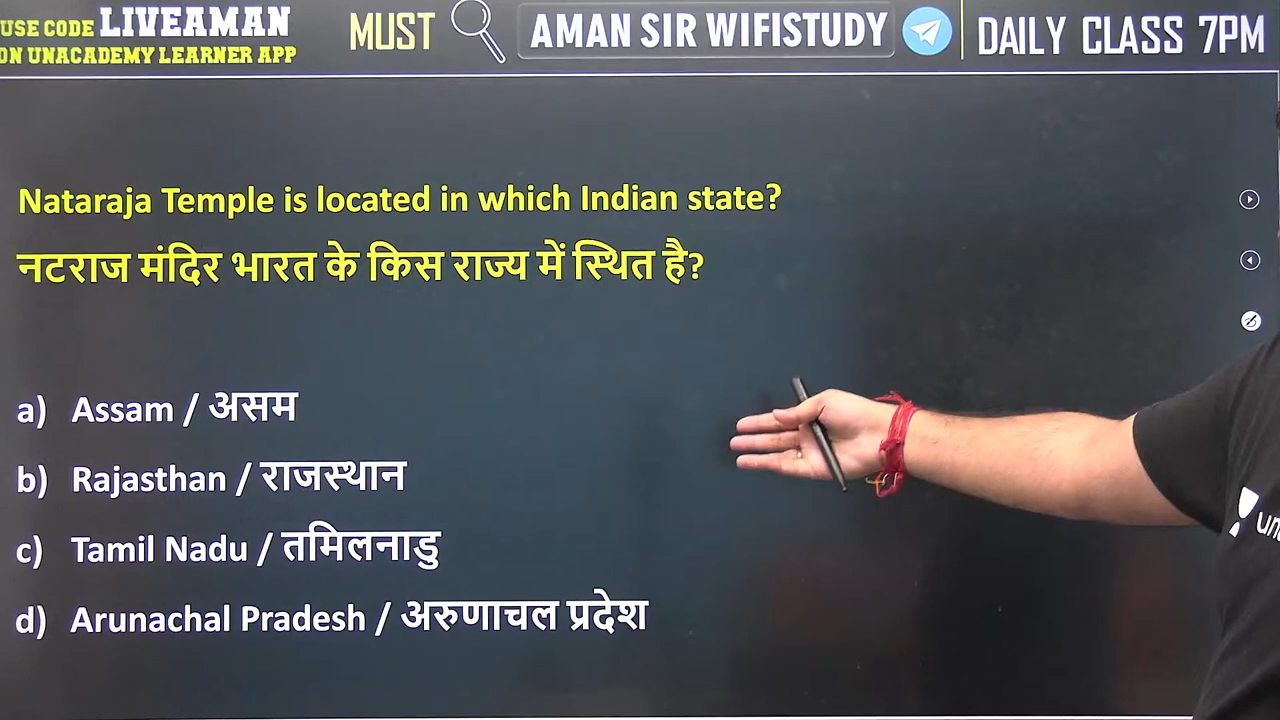 USE CODE LIVEAMAN
ON UNACADEMY LEARNER APP
MUST
AMAN SIR WIFISTUDY
DAILY CLASS 7PM
Nataraja Temple is located in which Indian state?
नटराज मंदिर भारत के किस राज्य में स्थित है?
a) Assam / असम
b) Rajasthan / राजस्थान
c) Tamil Nadu / तमिलनाडु
d) Arunachal Pradesh / अरुणाचल प्रदेश